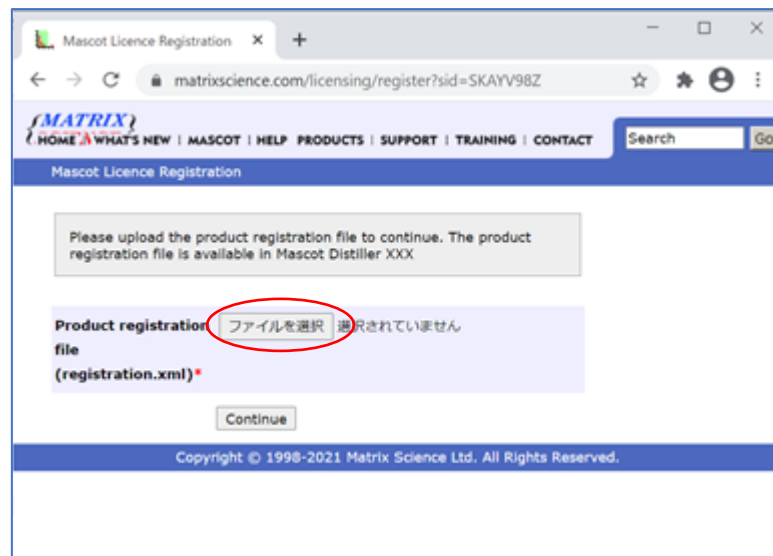 Mascot Licence Registration
matrixscience.com/licensing/register?sid=SKAYV98Z
{MATRIX}
HOME WHAT'S NEW | MASCOT | HELP PRODUCTS | SUPPORT | TRAINING | CONTACT
Search Go
Mascot Licence Registration
Please upload the product registration file to continue. The product
registration file is available in Mascot Distiller XXX
Product registration ファイルを選択 選択されていません
file
(registration.xml)*
Continue
Copyright © 1998-2021 Matrix Science Ltd. All Rights Reserved.